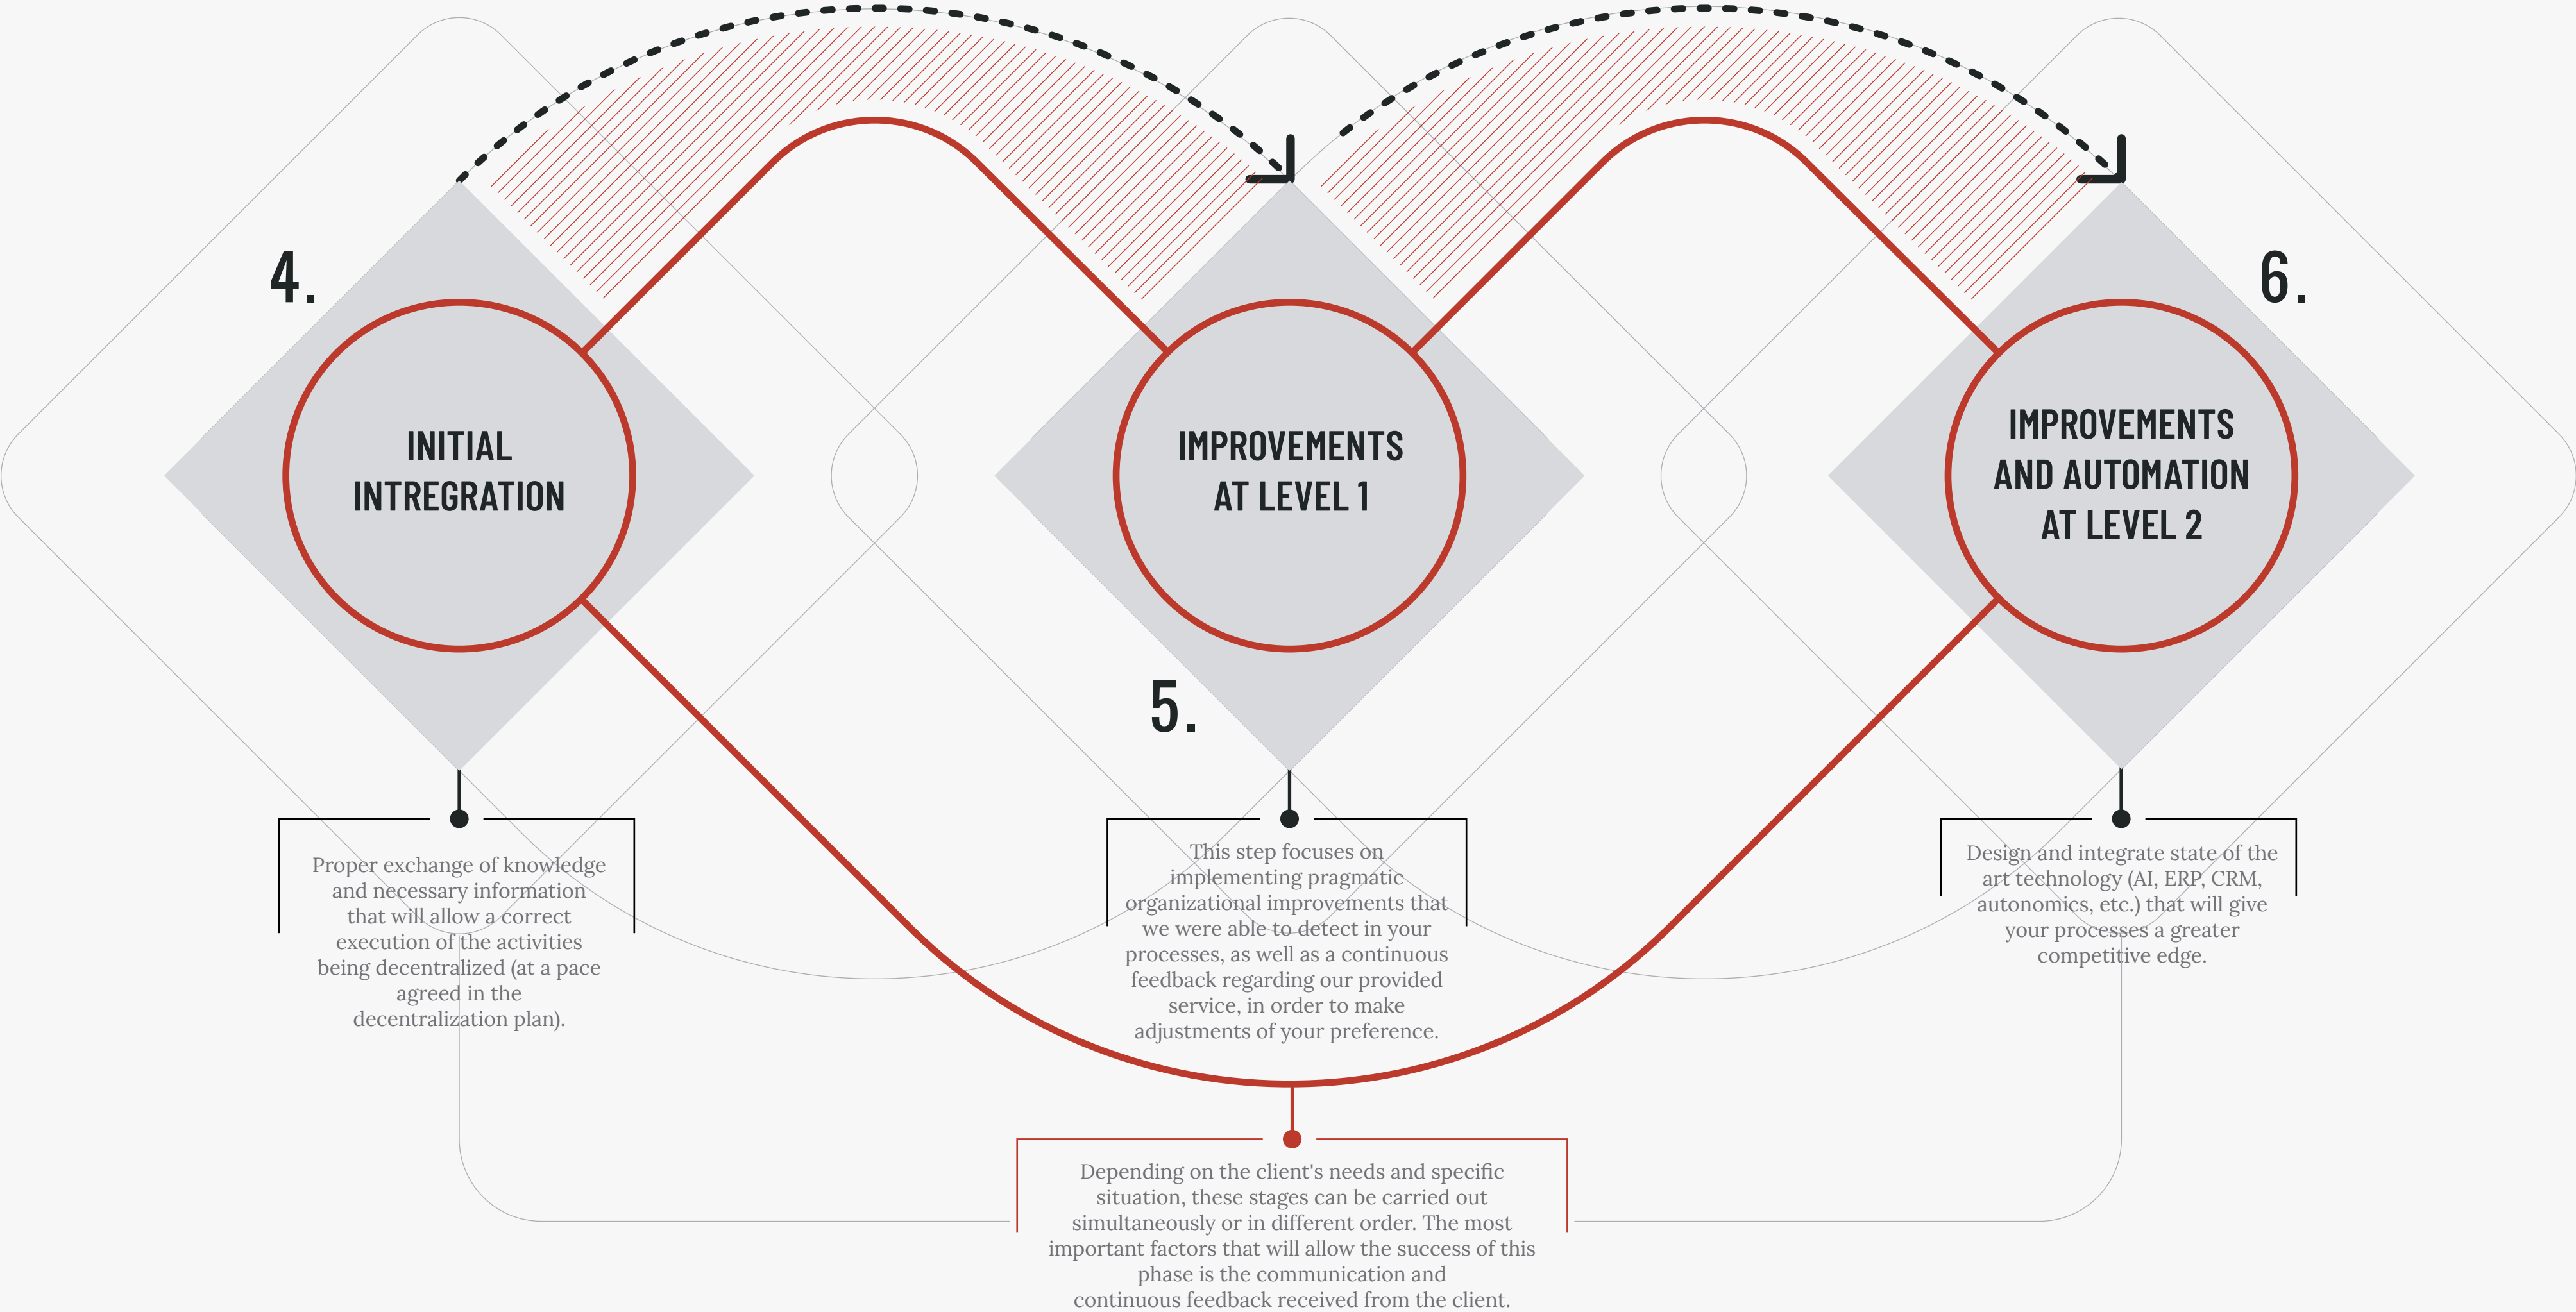 4.
INITIAL
INTREGRATION
Proper exchange of knowledge
and necessary information
that will allow a correct
execution of the activities
being decentralized (at a pace
agreed in the
decentralization plan).
5.
IMPROVEMENTS
AT LEVEL 1
This step focuses on
implementing pragmatic
organizational improvements that
we were able to detect in your
processes, as well as a continuous
feedback regarding our provided
service, in order to make
adjustments of your preference.
6.
IMPROVEMENTS
AND AUTOMATION
AT LEVEL 2
Design and integrate state of the
art technology (AI, ERP, CRM,
autonomics, etc.) that will give
your processes a greater
competitive edge.
Depending on the client's needs and specific
situation, these stages can be carried out
simultaneously or in different order. The most
important factors that will allow the success of this
phase is the communication and
continuous feedback received from the client.